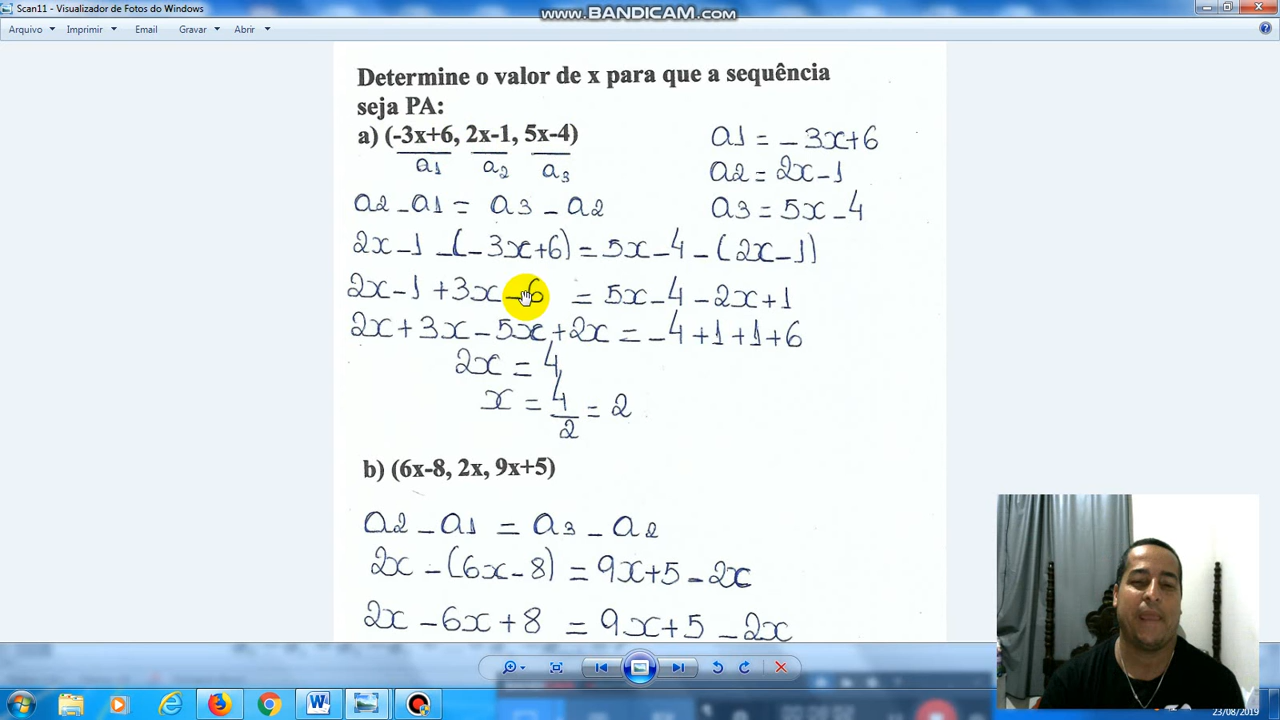 Scan11 - Visualizador de Fotos do Windows
www.BANDICAM.com
Arquivo Imprimir Email Gravar Abrir
Determine o valor de x para que a sequência
seja PA:
a) (-3x+6, 2x-1, 5x-4)
a1 a2 a3
a1 = -3x+6
a2 = 2x-1
a3 = 5x-4
a2 - a1 = a3 - a2
2x-1 -(-3x+6) = 5x-4-(2x-1)
2x-1+3x-6 = 5x-4-2x+1
2x+3x-5x+2x = -4+1+1+6
2x = 4
x = 4/2 = 2
b) (6x-8, 2x, 9x+5)
a2 - a1 = a3 - a2
2x-(6x-8) = 9x+5-2x
2x-6x+8 = 9x+5-2x
23/08/2019